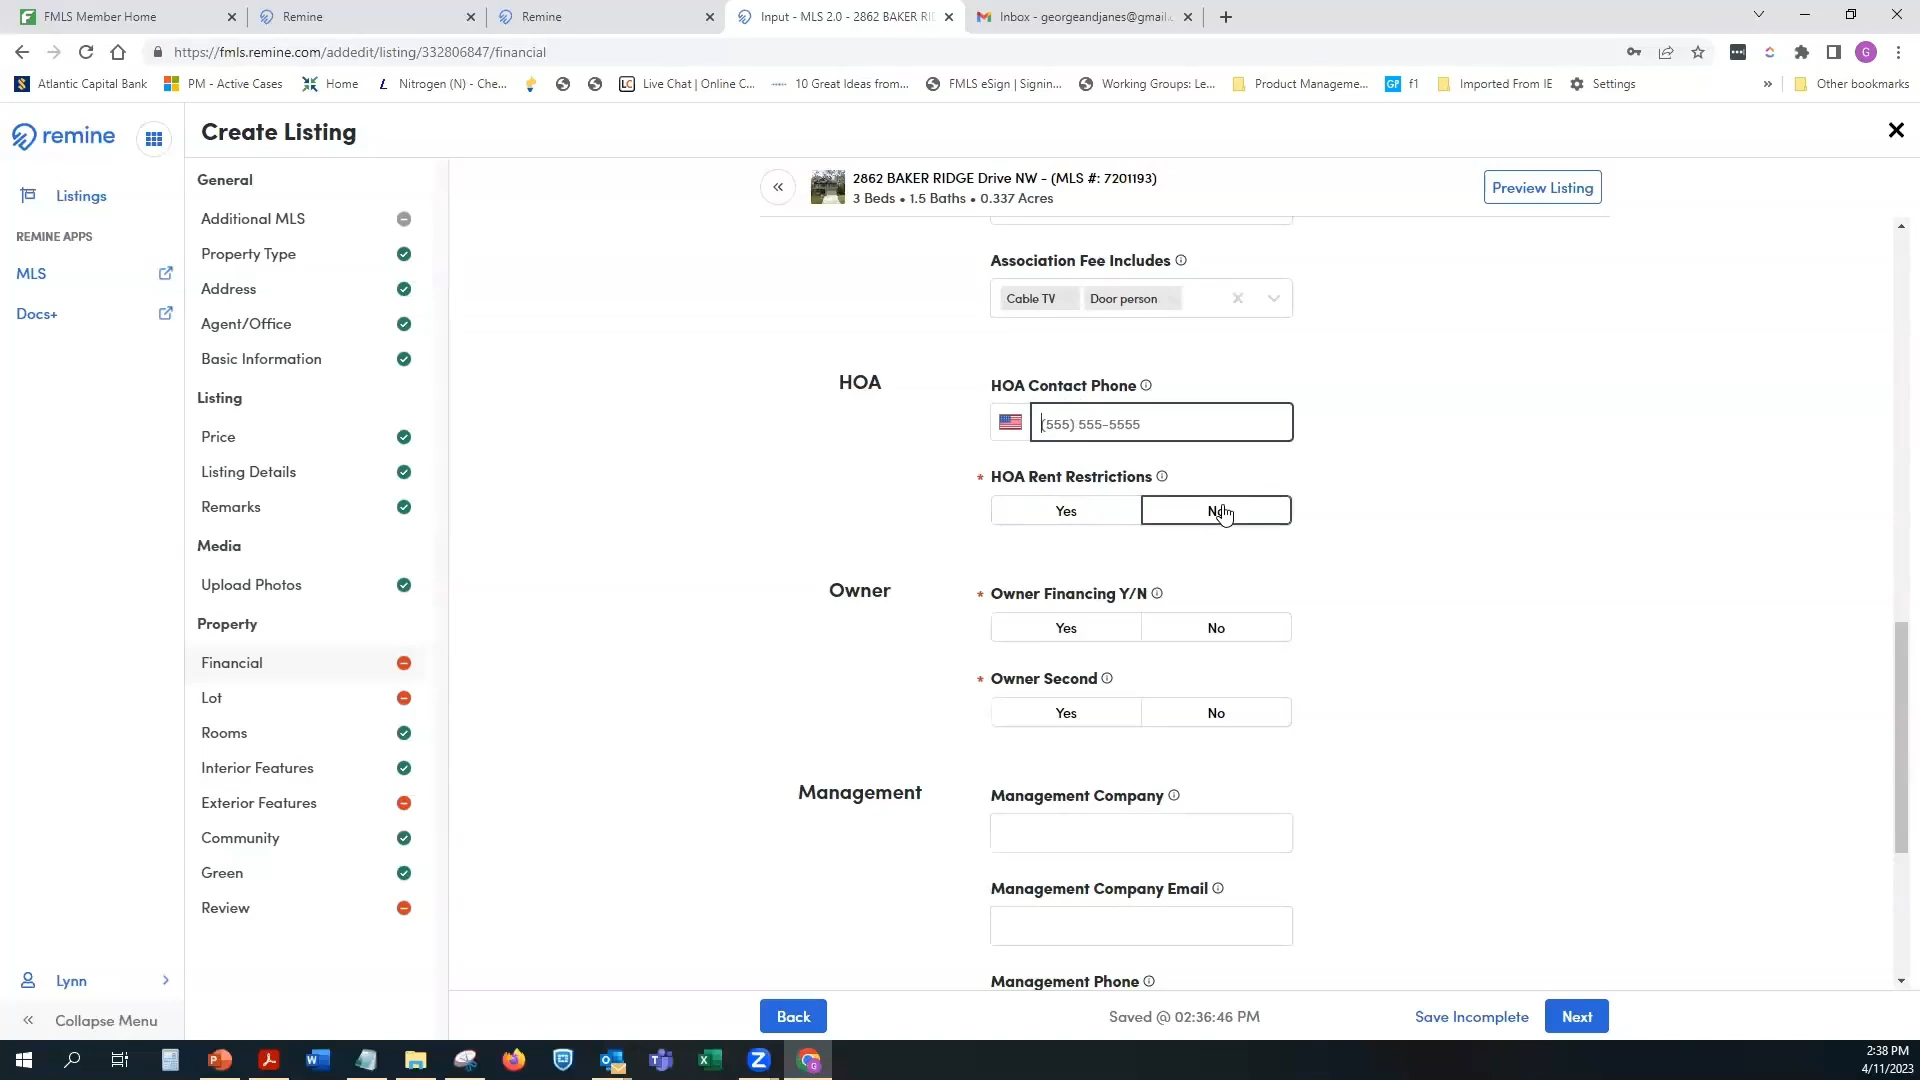 FMLS Member Home
Remine
Remine
Input - MLS 2.0 - 2862 BAKER RI
Inbox - georgeandjanes@gmail.c
https://fmls.remine.com/addedit/listing/332806847/financial
G
Atlantic Capital Bank
PM - Active Cases
Home
Nitrogen (N) - Che...
LC Live Chat | Online C...
10 Great Ideas from...
FMLS eSign | Signin...
Working Groups: Le...
Product Manageme...
GP f1
Imported From IE
Settings
»
Other bookmarks
remine
Create Listing
Listings
REMINE APPS
MLS
Docs+
General
Additional MLS
Property Type
Address
Agent/Office
Basic Information
Listing
Price
Listing Details
Remarks
Media
Upload Photos
Property
Financial
Lot
Rooms
Interior Features
Exterior Features
Community
Green
Review
Lynn
Collapse Menu
2862 BAKER RIDGE Drive NW - (MLS #: 7201193)
3 Beds • 1.5 Baths • 0.337 Acres
Preview Listing
Association Fee Includes
Cable TV Door person
HOA
HOA Contact Phone
(555) 555-5555
* HOA Rent Restrictions
Yes No
Owner
* Owner Financing Y/N
Yes No
* Owner Second
Yes No
Management
Management Company
Management Company Email
Management Phone
Back
Saved @ 02:36:46 PM
Save Incomplete
Next
2:38 PM
4/11/2023